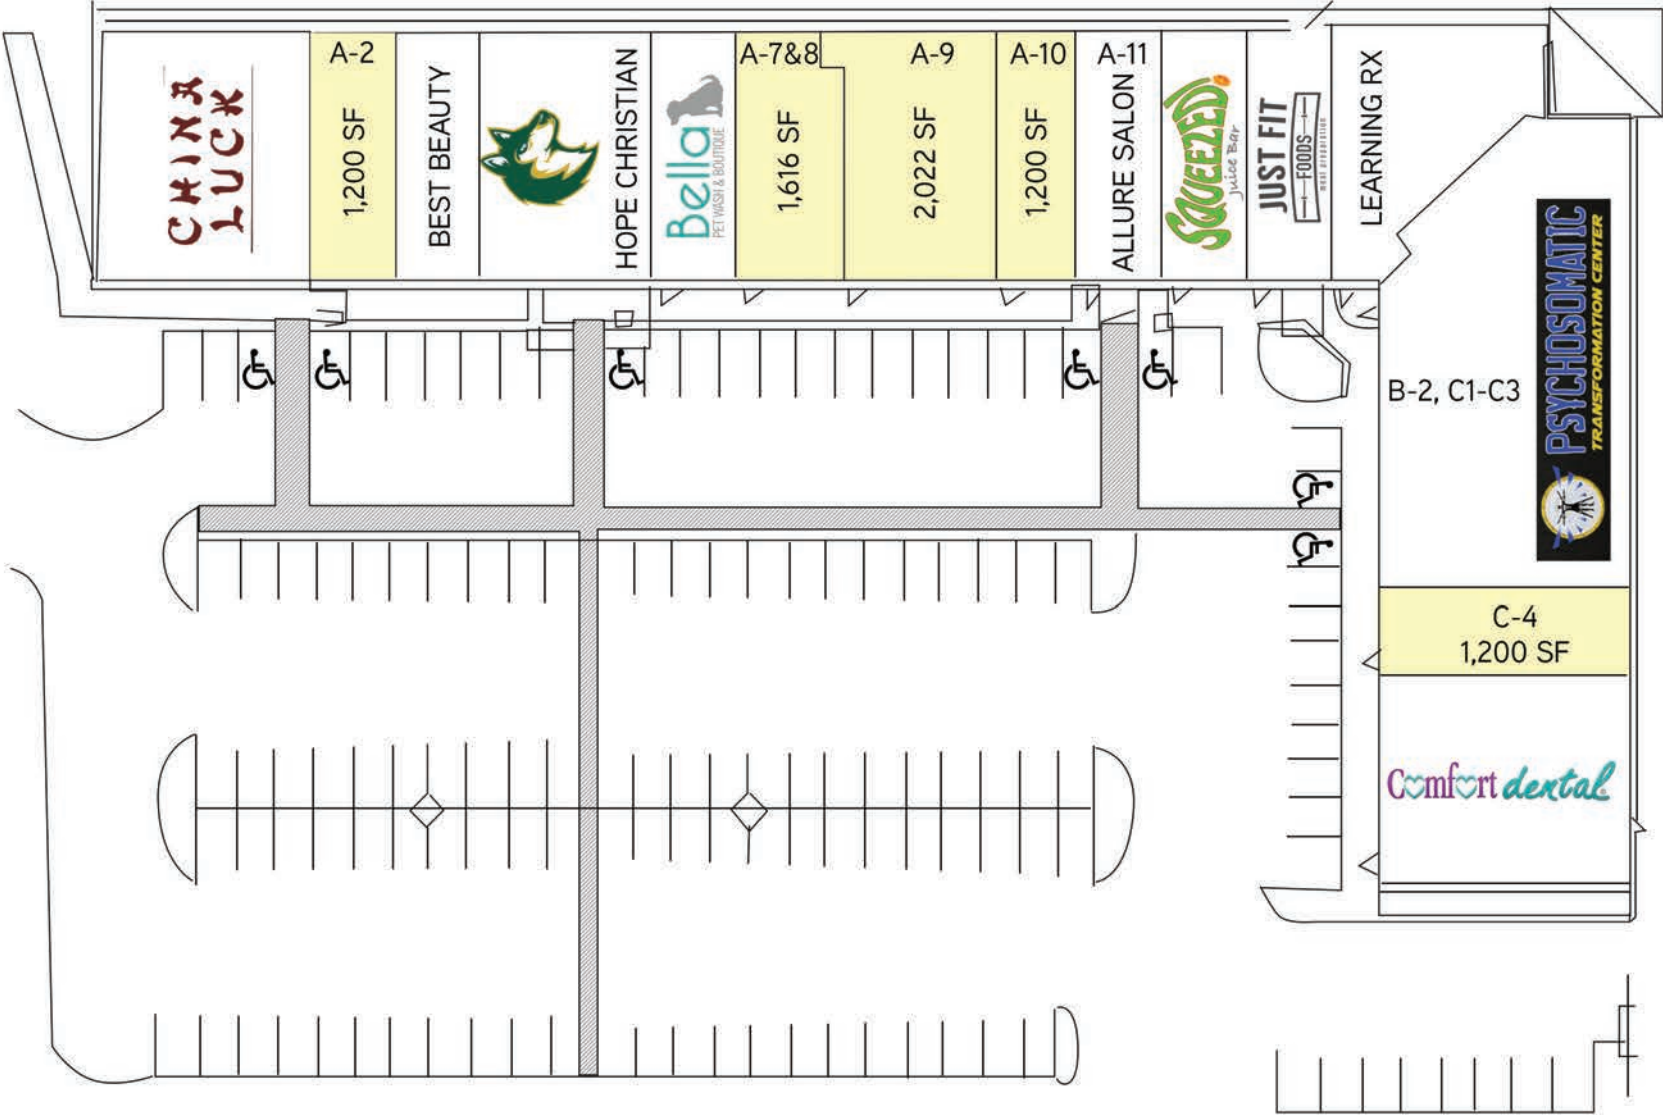 CHINA
LUCK
A-2
1,200 SF
BEST BEAUTY
HOPE CHRISTIAN
Bella
PET WASH & BOUTIQUE
A-7&8
1,616 SF
A-9
2,022 SF
A-10
1,200 SF
A-11
ALLURE SALON
SQUEEZED!
Juice Bar
JUST FIT
FOODS
meal preparation
LEARNING RX
B-2, C1-C3
PSYCHOSOMATIC
TRANSFORMATION CENTER
C-4
1,200 SF
Comfort dental